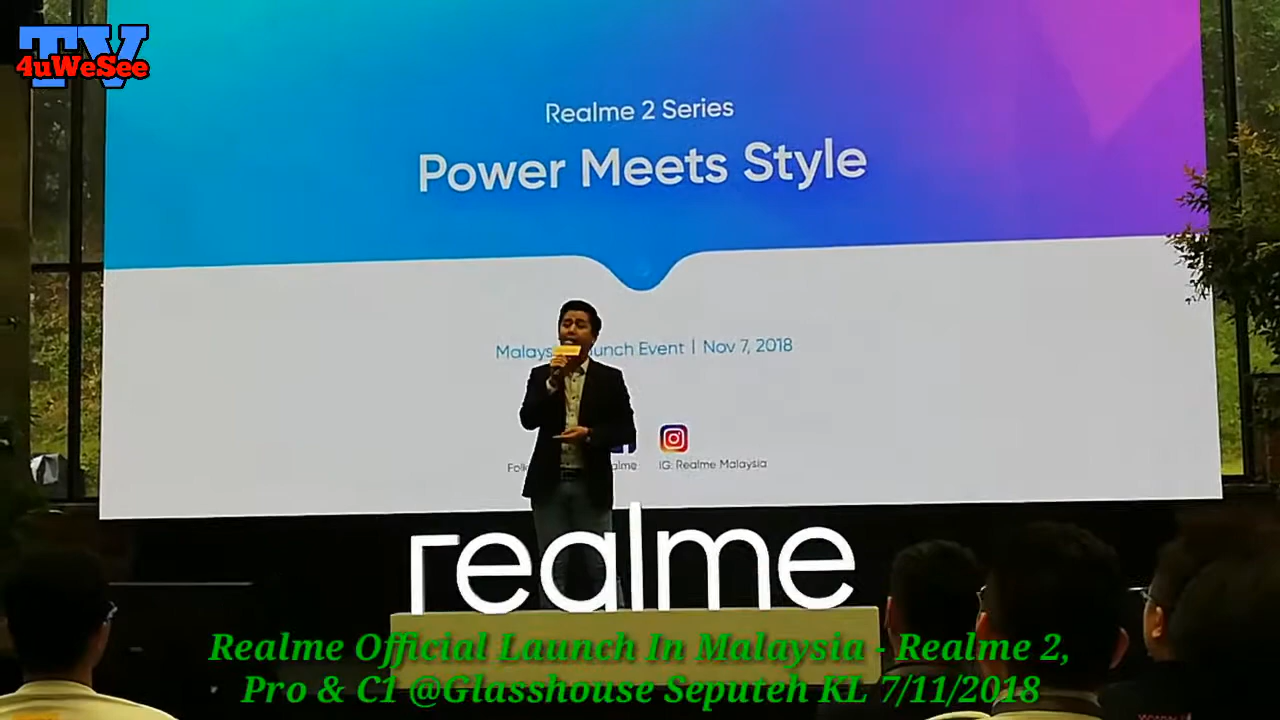 TV
4uWeSee
Realme 2 Series
Power Meets Style
Event | Nov 7, 2018
IG: Realme Malaysia
realme
Realme Official Launch In Malaysia - Realme 2,
Pro & C1 @Glasshouse Seputeh KL 7/11/2018